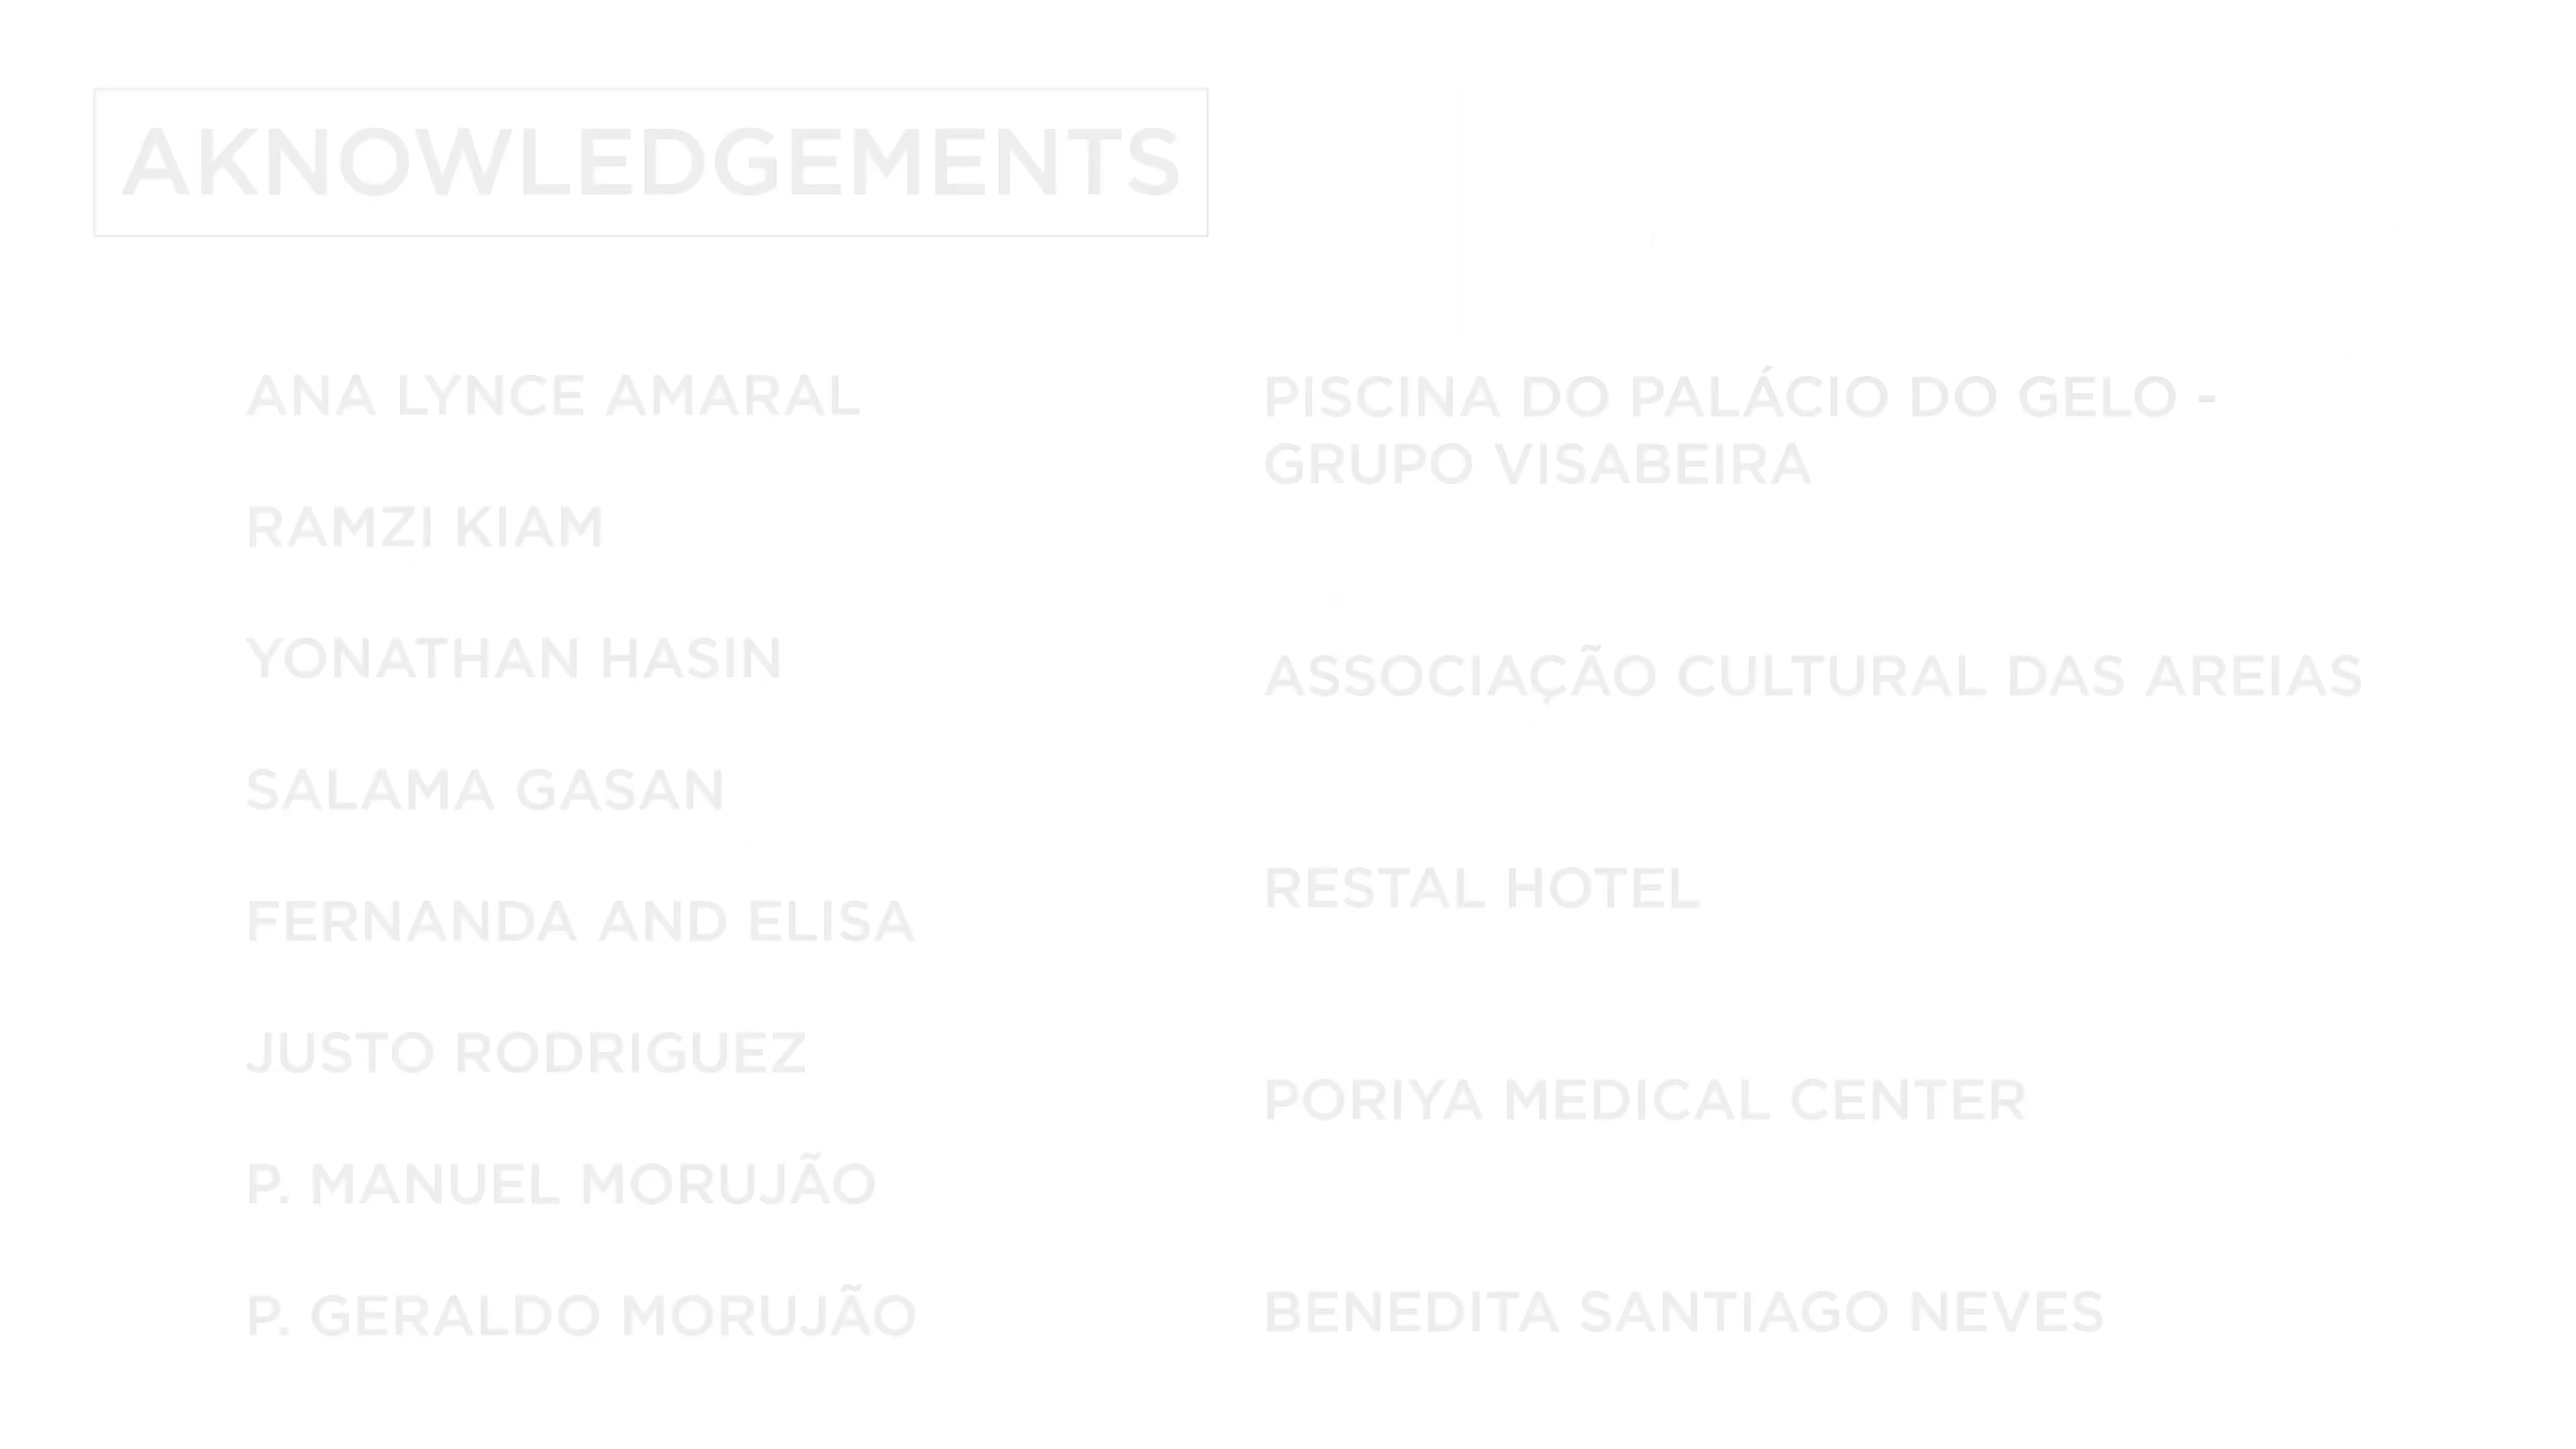 AKNOWLEDGEMENTS
ANA LYNCE AMARAL
RAMZI KIAM
YONATHAN HASIN
SALAMA GASAN
FERNANDA AND ELISA
JUSTO RODRIGUEZ
P. MANUEL MORUJÃO
P. GERALDO MORUJÃO
PISCINA DO PALÁCIO DO GELO -
GRUPO VISABEIRA
ASSOCIAÇÃO CULTURAL DAS AREIAS
RESTAL HOTEL
PORIYA MEDICAL CENTER
BENEDITA SANTIAGO NEVES